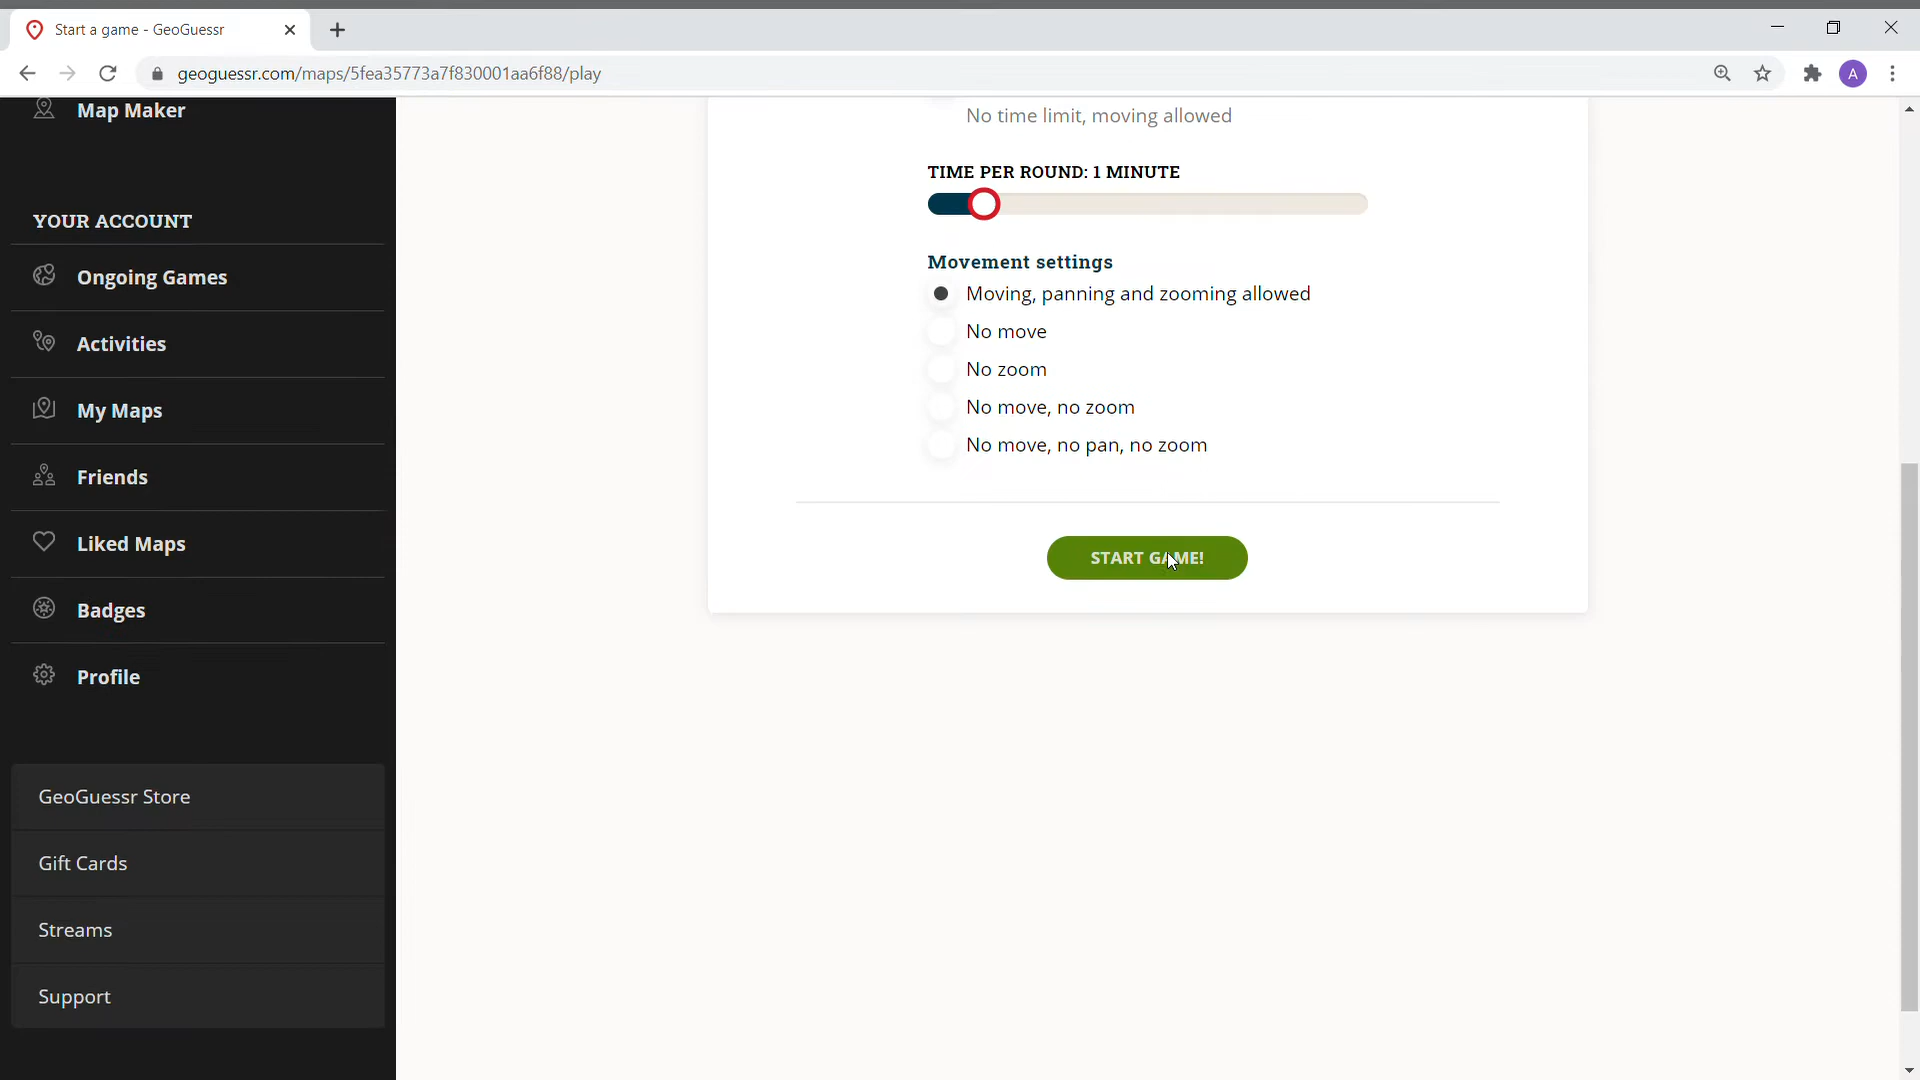 Start a game - GeoGuessr
geoguessr.com/maps/5fea35773a7f830001aa6f88/play
A
Map Maker
YOUR ACCOUNT
Ongoing Games
Activities
My Maps
Friends
Liked Maps
Badges
Profile
GeoGuessr Store
Gift Cards
Streams
Support
No time limit, moving allowed
TIME PER ROUND: 1 MINUTE
Movement settings
Moving, panning and zooming allowed
No move
No zoom
No move, no zoom
No move, no pan, no zoom
START GAME!